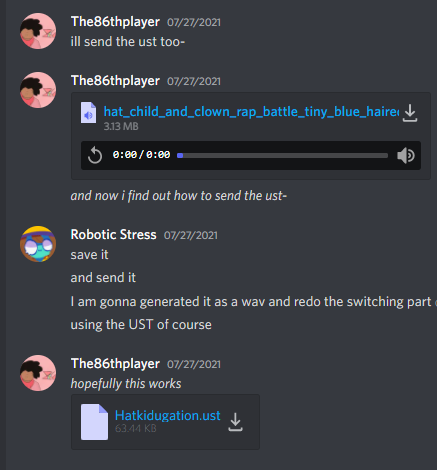 The86thplayer 07/27/2021
ill send the ust too-
The86thplayer 07/27/2021
hat_child_and_clown_rap_battle_tiny_blue_haire
3.13 MB
0:00/0:00
and now i find out how to send the ust-
Robotic Stress 07/27/2021
save it
and send it
I am gonna generated it as a wav and redo the switching part
using the UST of course
The86thplayer 07/27/2021
hopefully this works
Hatkidugation.ust
63.44 KB